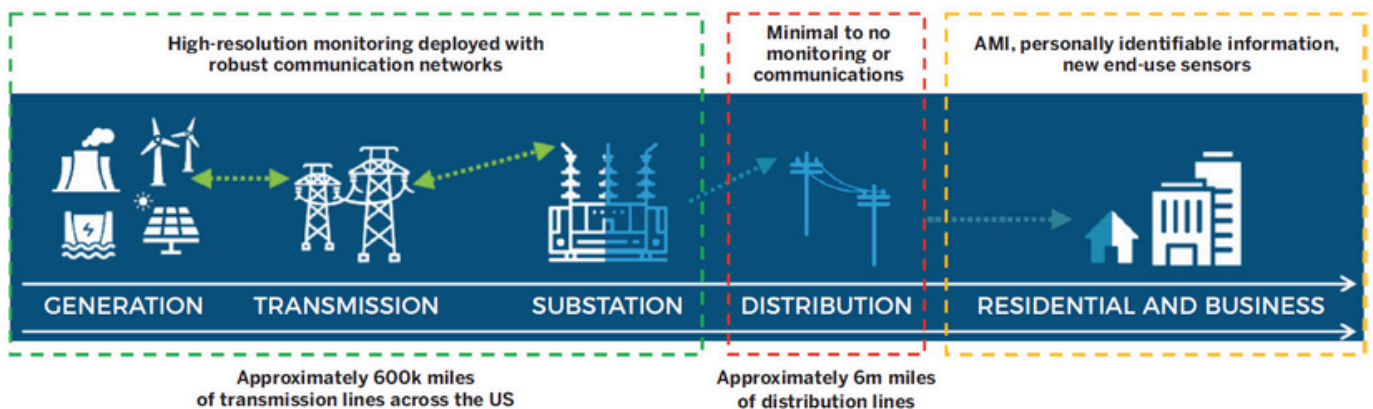 High-resolution monitoring deployed with
robust communication networks
Minimal to no
monitoring or
communications
AMI, personally identifiable information,
new end-use sensors
GENERATION
TRANSMISSION
SUBSTATION
DISTRIBUTION
RESIDENTIAL AND BUSINESS
Approximately 600k miles
of transmission lines across the US
Approximately 6m miles
of distribution lines